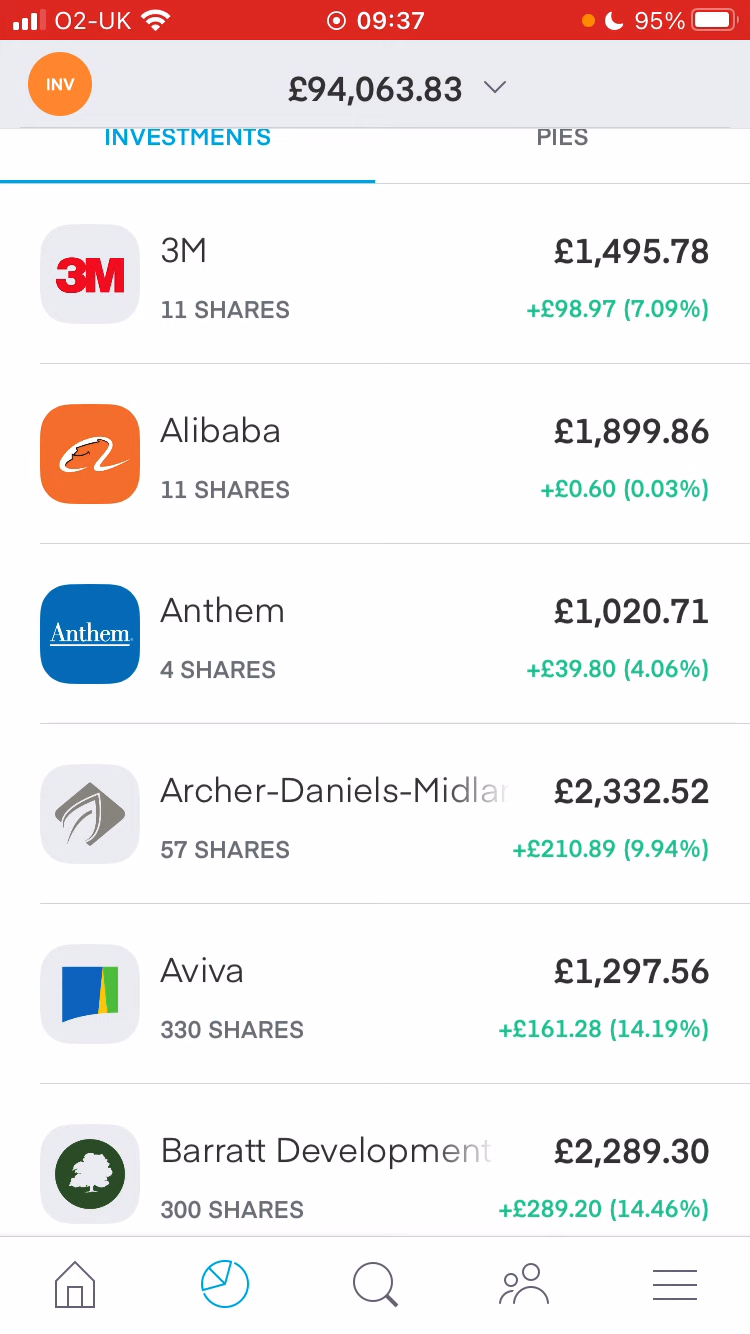 O2-UK 09:37 95%
INV £94,063.83
INVESTMENTS PIES
3M
3M £1,495.78
11 SHARES +£98.97 (7.09%)
Alibaba £1,899.86
11 SHARES +£0.60 (0.03%)
Anthem
Anthem £1,020.71
4 SHARES +£39.80 (4.06%)
Archer-Daniels-Midlar £2,332.52
57 SHARES +£210.89 (9.94%)
Aviva £1,297.56
330 SHARES +£161.28 (14.19%)
Barratt Development £2,289.30
300 SHARES +£289.20 (14.46%)